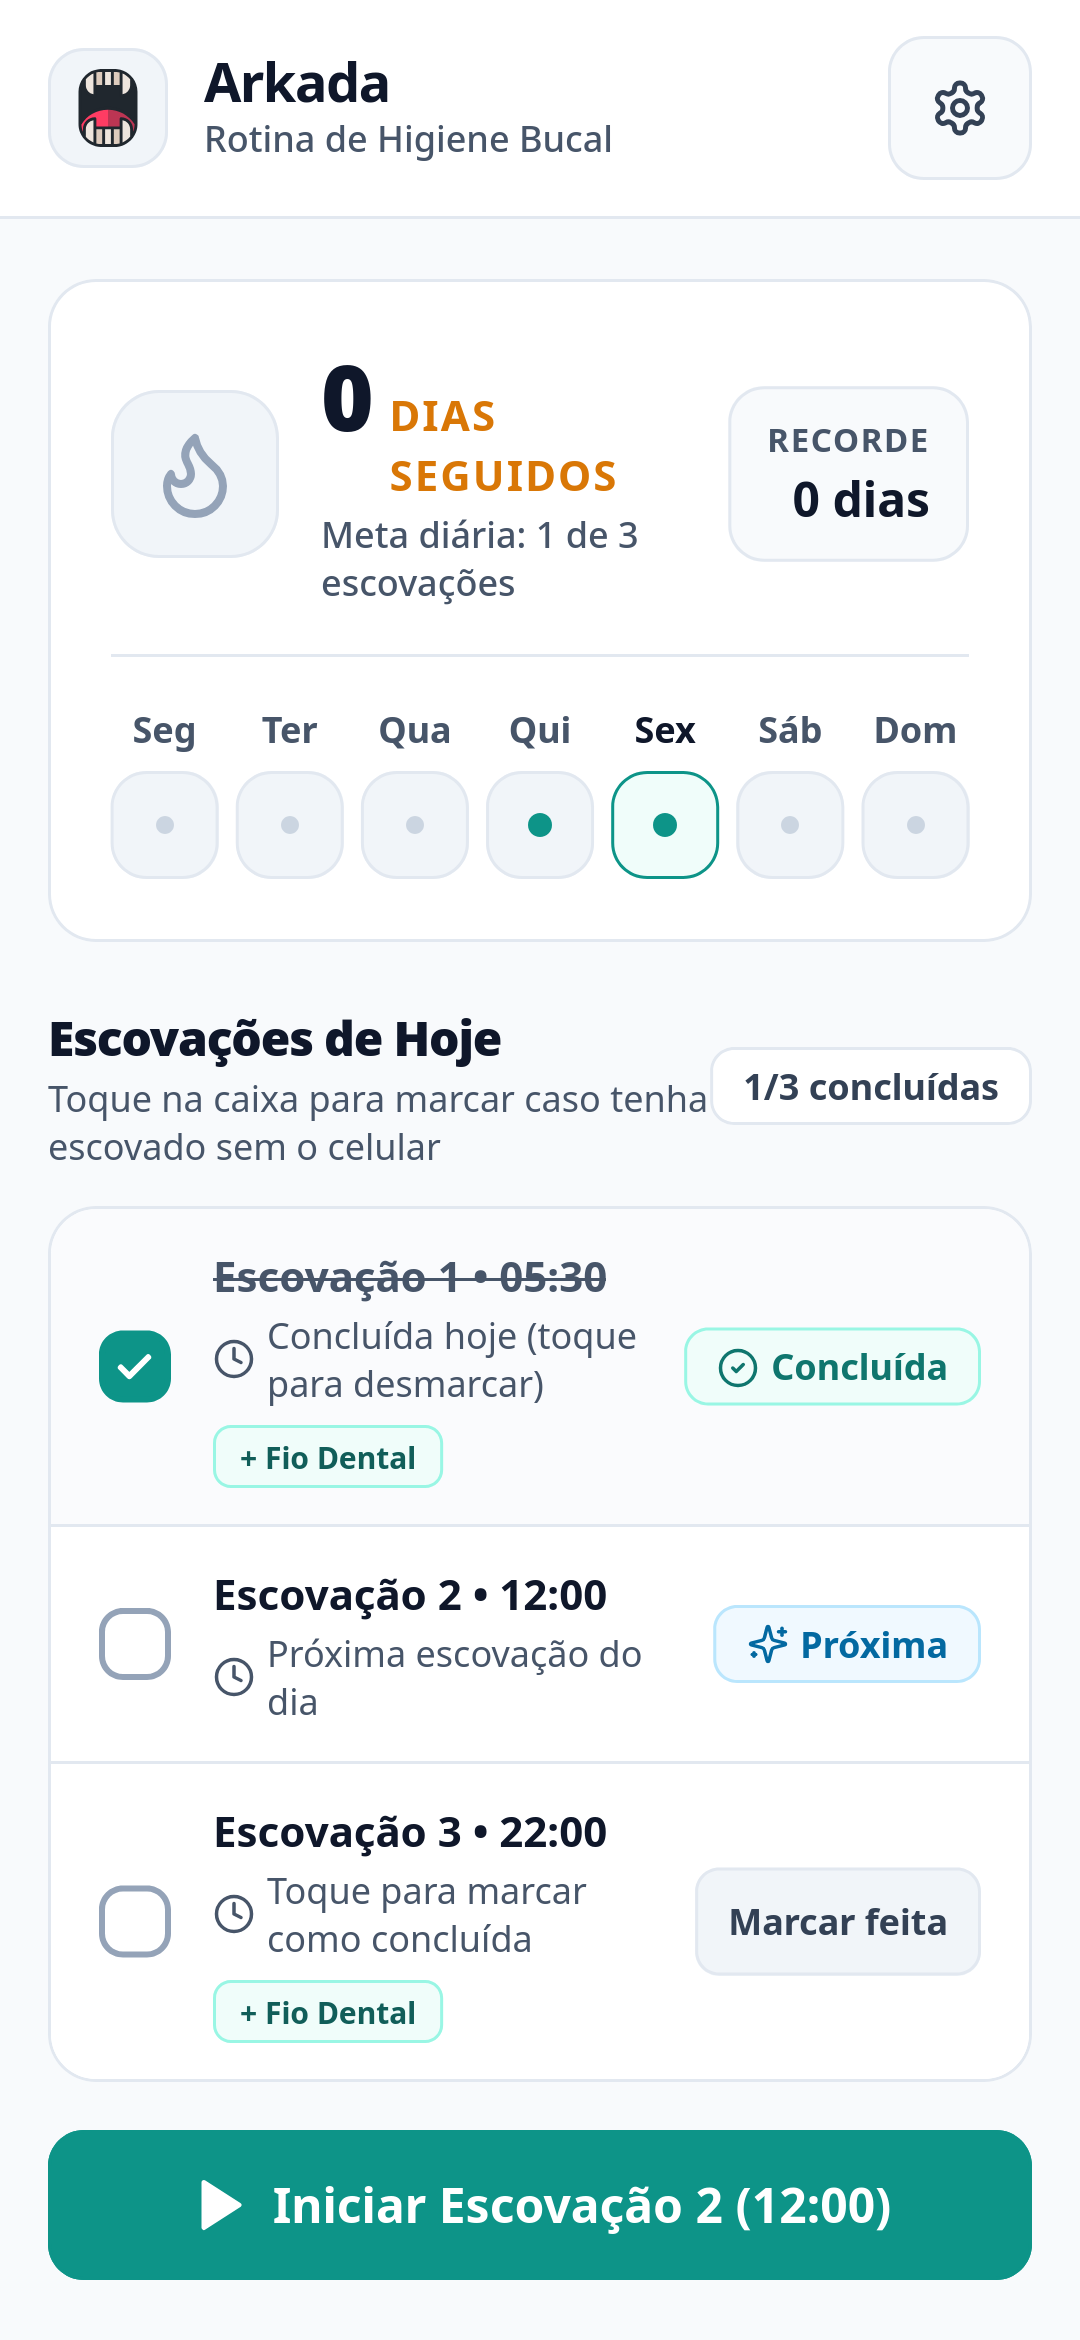 Arkada
Rotina de Higiene Bucal
0 DIAS
SEGUIDOS
Meta diária: 1 de 3
escovações
RECORDE
0 dias
Seg Ter Qua Qui Sex Sáb Dom
Escovações de Hoje
Toque na caixa para marcar caso tenha
escovado sem o celular
1/3 concluídas
Escovação 1 • 05:30
Concluída hoje (toque
para desmarcar)
+ Fio Dental
Concluída
Escovação 2 • 12:00
Próxima escovação do
dia
Próxima
Escovação 3 • 22:00
Toque para marcar
como concluída
+ Fio Dental
Marcar feita
Iniciar Escovação 2 (12:00)